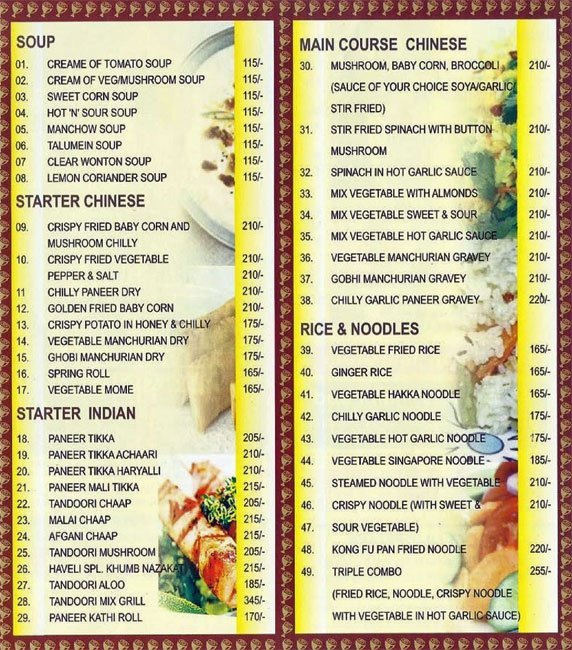 SOUP
01. CREAME OF TOMATO SOUP 115/-
02. CREAM OF VEG/MUSHROOM SOUP 115/-
03. SWEET CORN SOUP 115/-
04. HOT 'N' SOUR SOUP 115/-
05. MANCHOW SOUP 115/-
06. TALUMEIN SOUP 115/-
07 CLEAR WONTON SOUP 115/-
08. LEMON CORIANDER SOUP 115/-
STARTER CHINESE
09. CRISPY FRIED BABY CORN AND 210/-
MUSHROOM CHILLY
10. CRISPY FRIED VEGETABLE
PEPPER & SALT 210/-
11 CHILLY PANEER DRY 210/-
12. GOLDEN FRIED BABY CORN 210/-
13. CRISPY POTATO IN HONEY & CHILLY 175/-
14. VEGETABLE MANCHURIAN DRY 175/-
15. GHOBI MANCHURIAN DRY 175/-
16. SPRING ROLL 165/-
17. VEGETABLE MOME 165/-
STARTER INDIAN
18. PANEER TIKKA 205/-
19. PANEER TIKKA ACHAARI 210/-
20. PANEER TIKKA HARYALLI 210/-
21. PANEER MALI TIKKA 215/-
22. TANDOORI CHAAP 205/-
23. MALAI CHAAP 215/-
24. AFGANI CHAAP 215/-
25. TANDOORI MUSHROOM 205/-
26. HAVELI SPL. KHUMB NAZAKAT 215/-
27. TANDOORI ALOO 185/-
28. TANDOORI MIX GRILL 345/-
29. PANEER KATHI ROLL 170/-
MAIN COURSE CHINESE
30. MUSHROOM, BABY CORN, BROCCOLI 210/-
(SAUCE OF YOUR CHOICE SOYA/GARLIC/
STIR FRIED)
31. STIR FRIED SPINACH WITH BUTTON 210/-
MUSHROOM
32. SPINACH IN HOT GARLIC SAUCE 210/-
33. MIX VEGETABLE WITH ALMONDS 210/-
34. MIX VEGETABLE SWEET & SOUR 210/-
35. MIX VEGETABLE HOT GARLIC SAUCE 210/-
36. VEGETABLE MANCHURIAN GRAVEY 210/-
37. GOBHI MANCHURIAN GRAVEY 210/-
38. CHILLY GARLIC PANEER GRAVEY 220/-
RICE & NOODLES
39. VEGETABLE FRIED RICE 165/-
40. GINGER RICE 165/-
41. VEGETABLE HAKKA NOODLE 165/-
42. CHILLY GARLIC NOODLE 175/-
43. VEGETABLE HOT GARLIC NOODLE 175/-
44. VEGETABLE SINGAPORE NOODLE 185/-
45. STEAMED NOODLE WITH VEGETABLE 210/-
46. CRISPY NOODLE (WITH SWEET & 210/-
47. SOUR VEGETABLE)
48. KONG FU PAN FRIED NOODLE 220/-
49. TRIPLE COMBO 255/-
(FRIED RICE, NOODLE, CRISPY NOODLE
WITH VEGETABLE IN HOT GARLIC SAUCE)